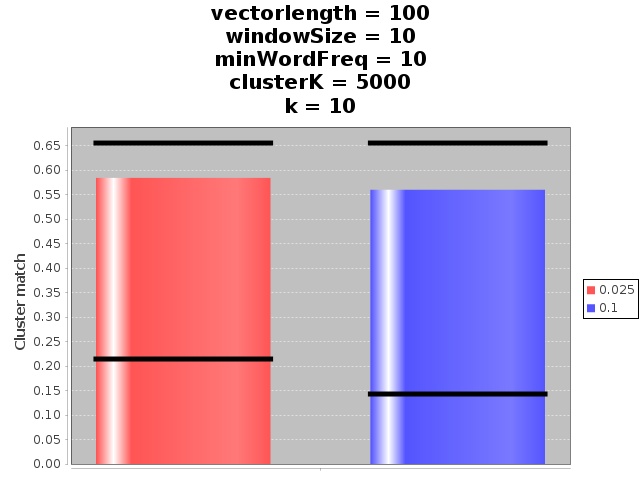 vectorlength = 100
windowSize = 10
minWordFreq = 10
clusterK = 5000
k = 10
Cluster match
0.65
0.60
0.55
0.50
0.45
0.40
0.35
0.30
0.25
0.20
0.15
0.10
0.05
0.00
0.025
0.1